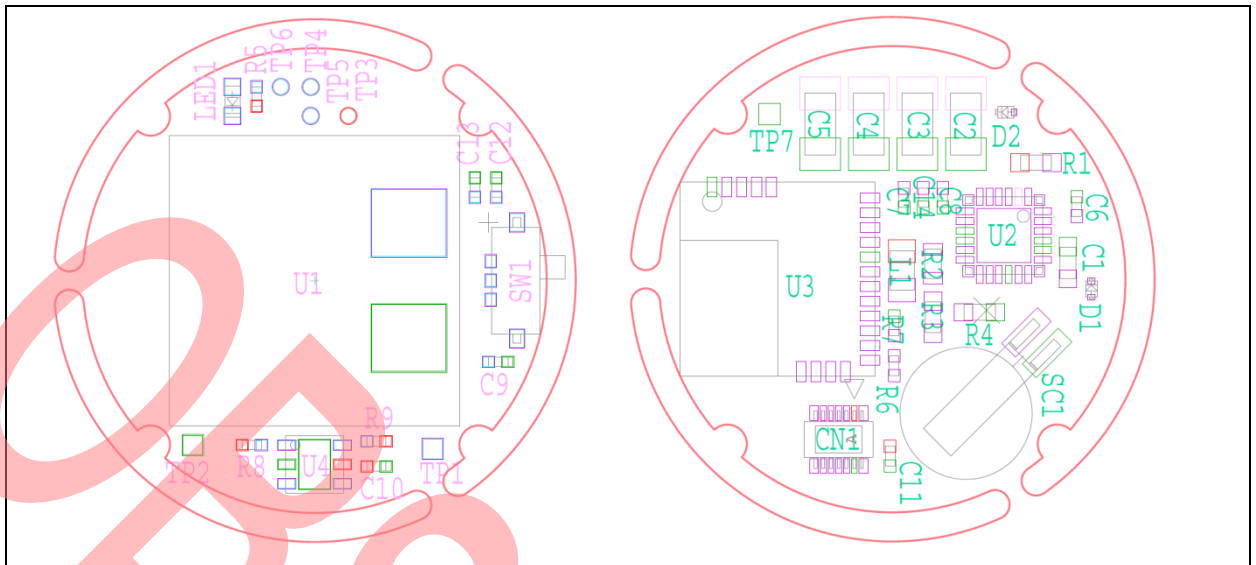 LED1
R5
TP6
TP4
TP5
TP3
C13
C12
U1
SW1
C9
TP2
R8
U4
R9
C10
TP1
C5
C4
C3
C2
D2
TP7
R1
C7
C14
C8
C6
U2
L1
R2
C1
U3
D1
R7
R3
R4
R6
SC1
CN1
C11